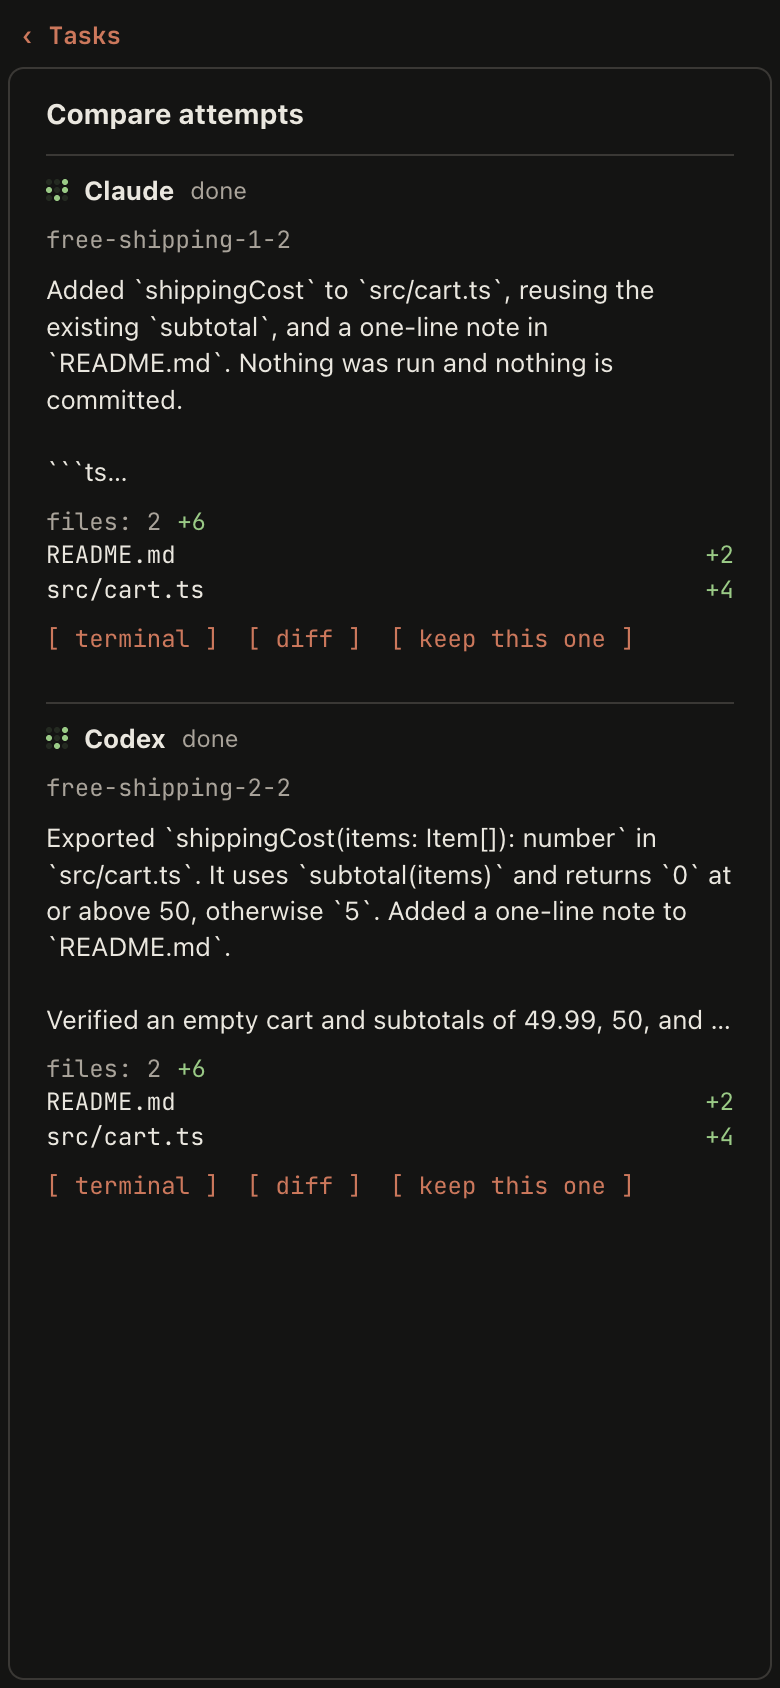 ‹ Tasks
Compare attempts
Claude done
free-shipping-1-2
Added `shippingCost` to `src/cart.ts`, reusing the
existing `subtotal`, and a one-line note in
`README.md`. Nothing was run and nothing is
committed.
```ts...
files: 2 +6
README.md +2
src/cart.ts +4
[ terminal ] [ diff ] [ keep this one ]
Codex done
free-shipping-2-2
Exported `shippingCost(items: Item[]): number` in
`src/cart.ts`. It uses `subtotal(items)` and returns `0` at
or above 50, otherwise `5`. Added a one-line note to
`README.md`.
Verified an empty cart and subtotals of 49.99, 50, and ...
files: 2 +6
README.md +2
src/cart.ts +4
[ terminal ] [ diff ] [ keep this one ]